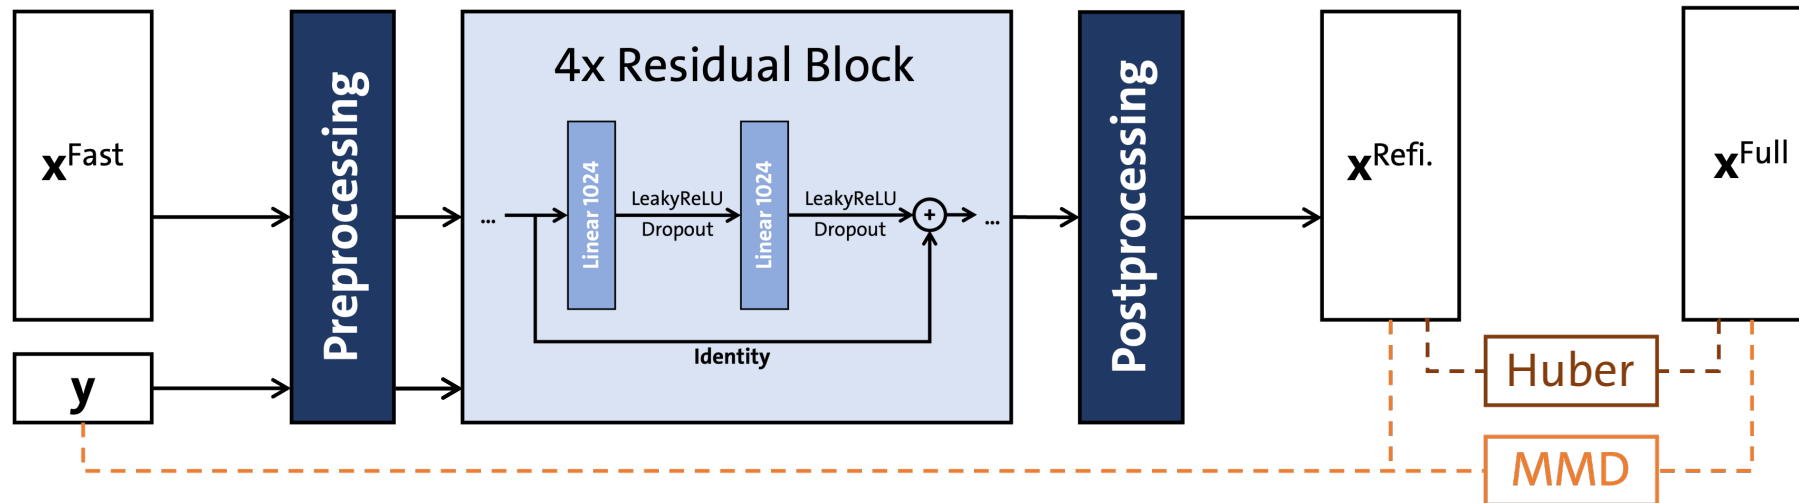 x^Fast
y
Preprocessing
4x Residual Block
...
Linear 1024
LeakyReLU
Dropout
Linear 1024
LeakyReLU
Dropout
+
...
Identity
Postprocessing
x^Refi.
x^Full
Huber
MMD